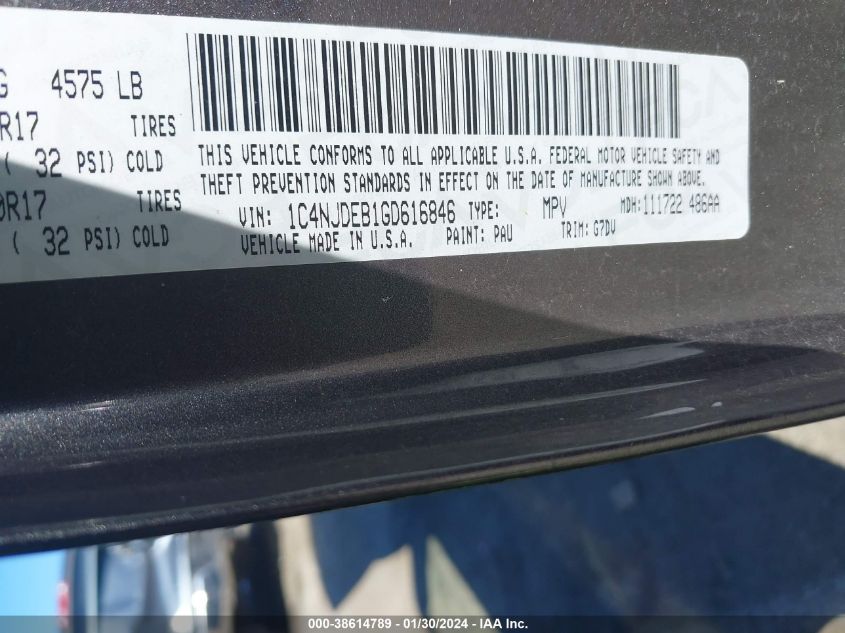 G 4575 LB
R17 TIRES
( 32 PSI) COLD
0R17 TIRES
( 32 PSI) COLD
THIS VEHICLE CONFORMS TO ALL APPLICABLE U.S.A. FEDERAL MOTOR VEHICLE SAFETY AND
THEFT PREVENTION STANDARDS IN EFFECT ON THE DATE OF MANUFACTURE SHOWN ABOVE.
VIN: 1C4NJDEB1GD616846 TYPE: MPV MDH: 111722 486AA
VEHICLE MADE IN U.S.A. PAINT: PAU TRIM: G7DV
000-38614789 - 01/30/2024 - IAA Inc.